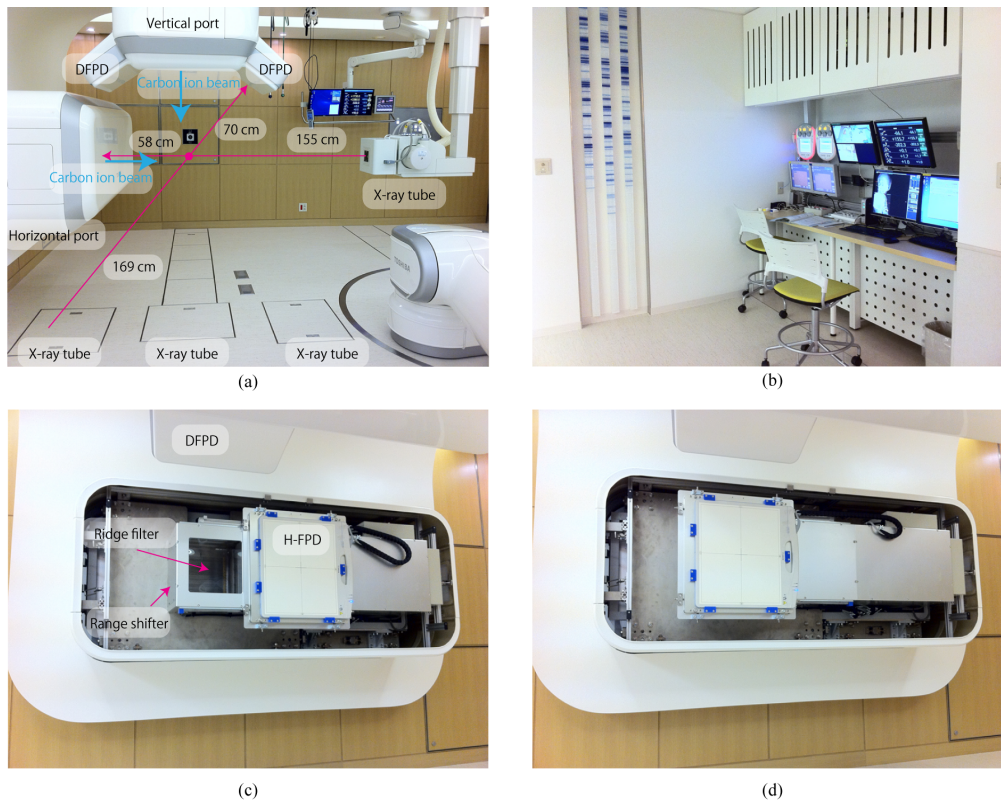 Vertical port
DFPD
DFPD
Carbon ion beam
58 cm
70 cm
155 cm
Carbon ion beam
X-ray tube
Horizontal port
169 cm
TOSHIBA
X-ray tube
X-ray tube
X-ray tube
(a)
(b)
DFPD
Ridge filter
H-FPD
Range shifter
(c)
(d)